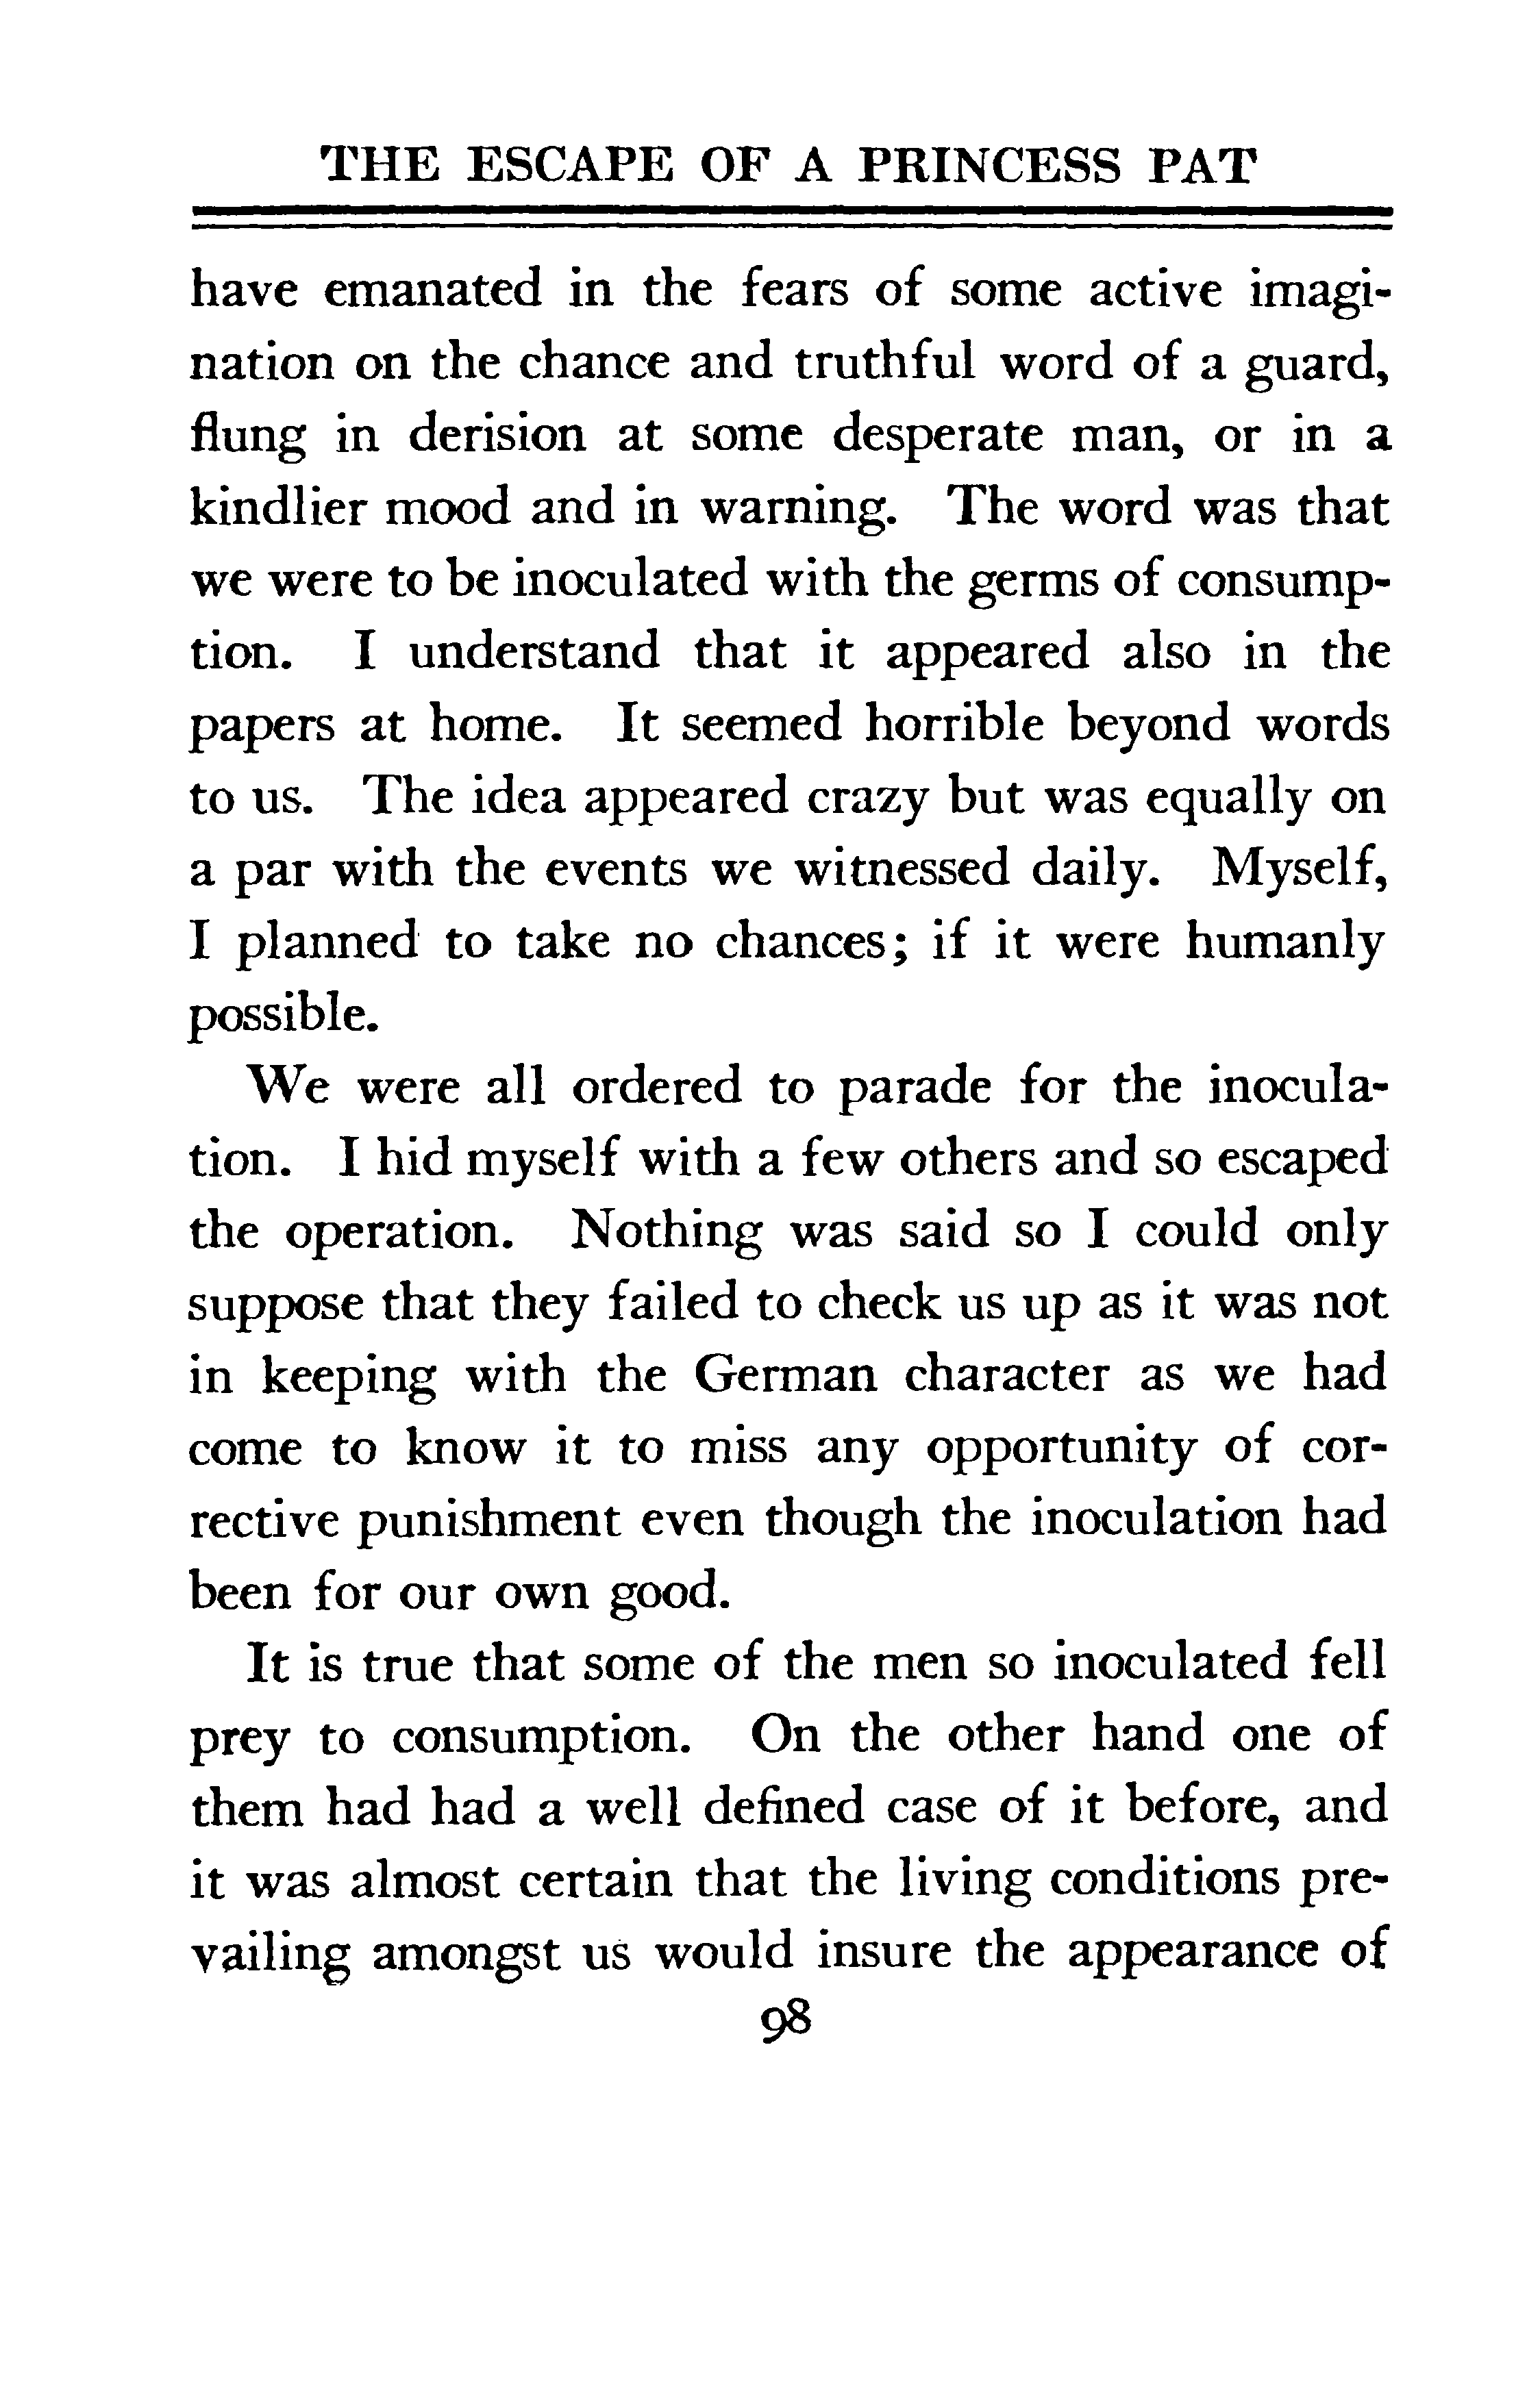 THE ESCAPE OF A PRINCESS PAT
have emanated in the fears of some active imagi-
nation on the chance and truthful word of a guard,
flung in derision at some desperate man, or in a
kindlier mood and in warning. The word was that
we were to be inoculated with the germs of consump-
tion. I understand that it appeared also in the
papers at home. It seemed horrible beyond words
to us. The idea appeared crazy but was equally on
a par with the events we witnessed daily. Myself,
I planned to take no chances; if it were humanly
possible.
We were all ordered to parade for the inocula-
tion. I hid myself with a few others and so escaped
the operation. Nothing was said so I could only
suppose that they failed to check us up as it was not
in keeping with the German character as we had
come to know it to miss any opportunity of cor-
rective punishment even though the inoculation had
been for our own good.
It is true that some of the men so inoculated fell
prey to consumption. On the other hand one of
them had had a well defined case of it before, and
it was almost certain that the living conditions pre-
vailing amongst us would insure the appearance of
98